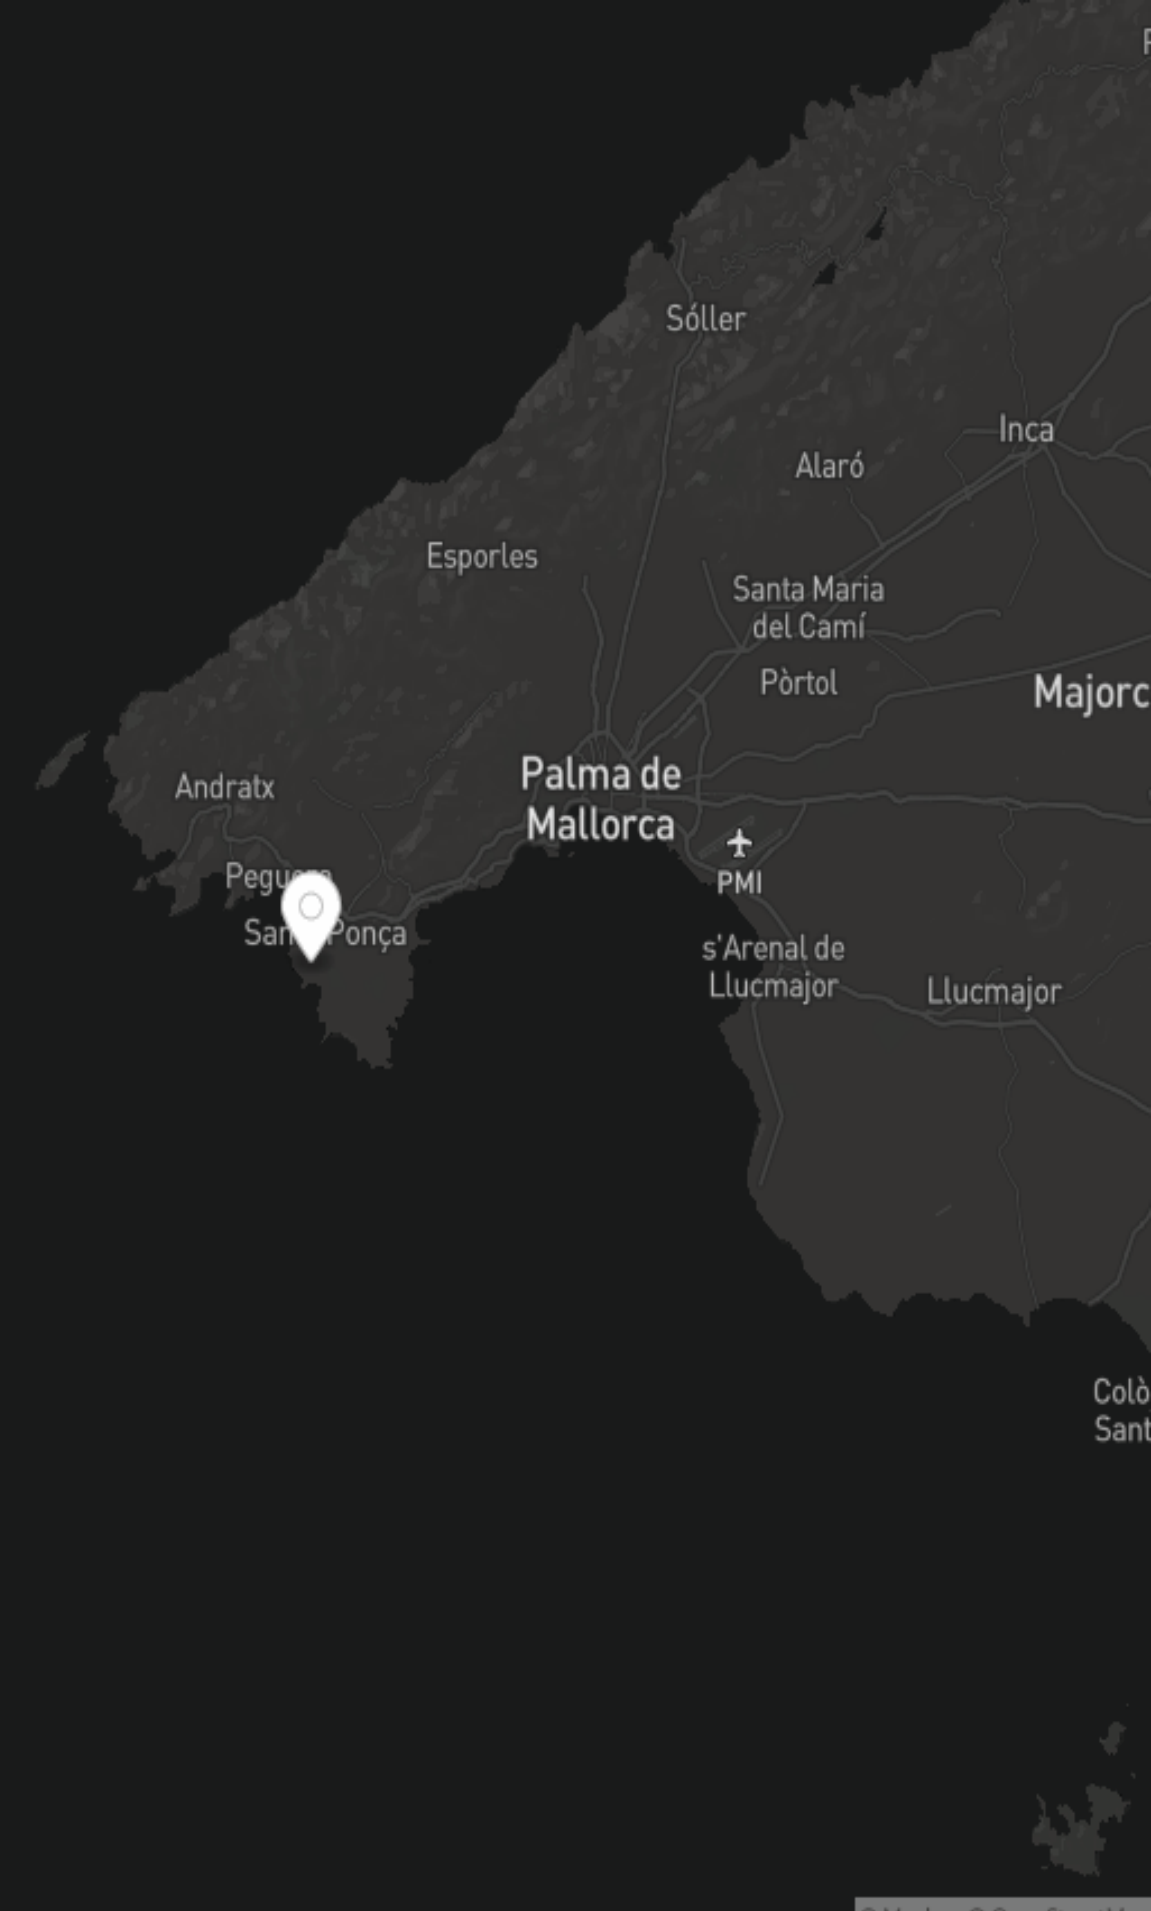 Sóller
Inca
Alaró
Esporles
Santa Maria
del Camí
Pòrtol
Majorc
Palma de
Mallorca
Andratx
PMI
Ponça
s'Arenal de
Llucmajor
Llucmajor
Colò
Sant